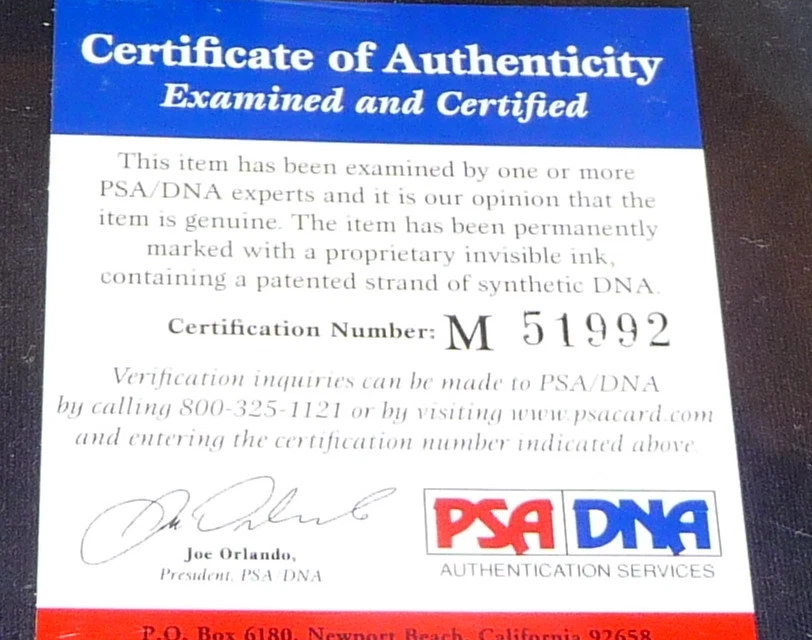 Certificate of Authenticity
Examined and Certified
This item has been examined by one or more
PSA/DNA experts and it is our opinion that the
item is genuine. The item has been permanently
marked with a proprietary invisible ink,
containing a patented strand of synthetic DNA.
Certification Number: M 51992
Verification inquiries can be made to PSA/DNA
by calling 800-325-1121 or by visiting www.psacard.com
and entering the certification number indicated above.
Joe Orlando,
President, PSA/DNA
PSA DNA
AUTHENTICATION SERVICES
P.O. Box 6180, Newport Beach, California 92658